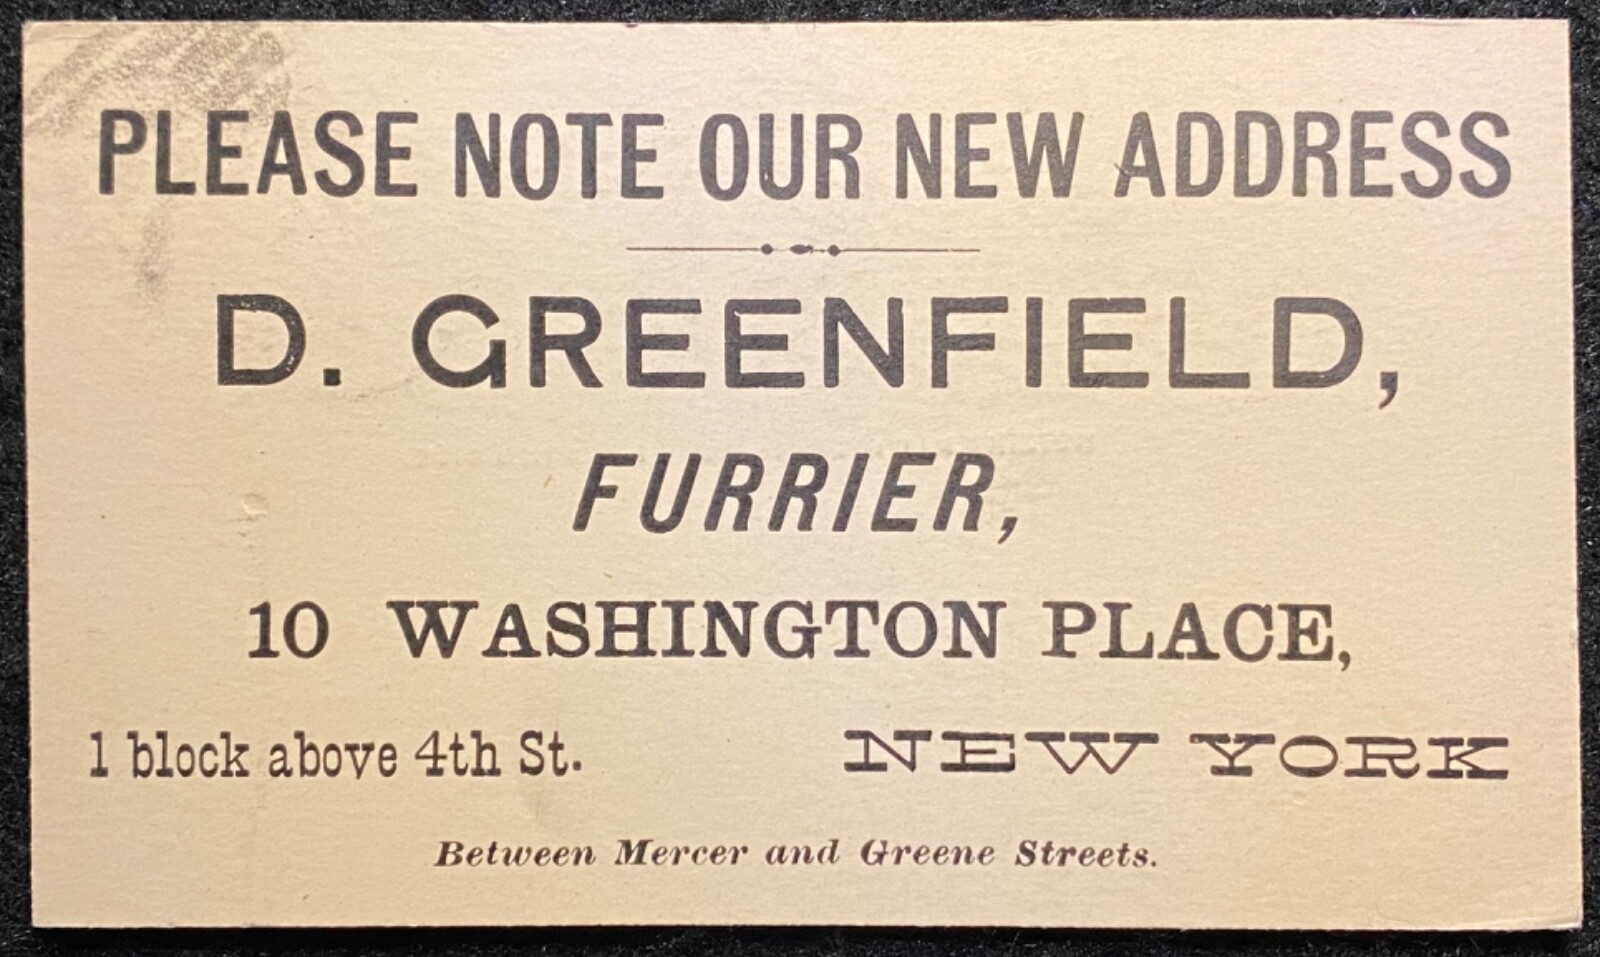 PLEASE NOTE OUR NEW ADDRESS
D. GREENFIELD,
FURRIER,
10 WASHINGTON PLACE,
1 block above 4th St. NEW YORK
Between Mercer and Greene Streets.